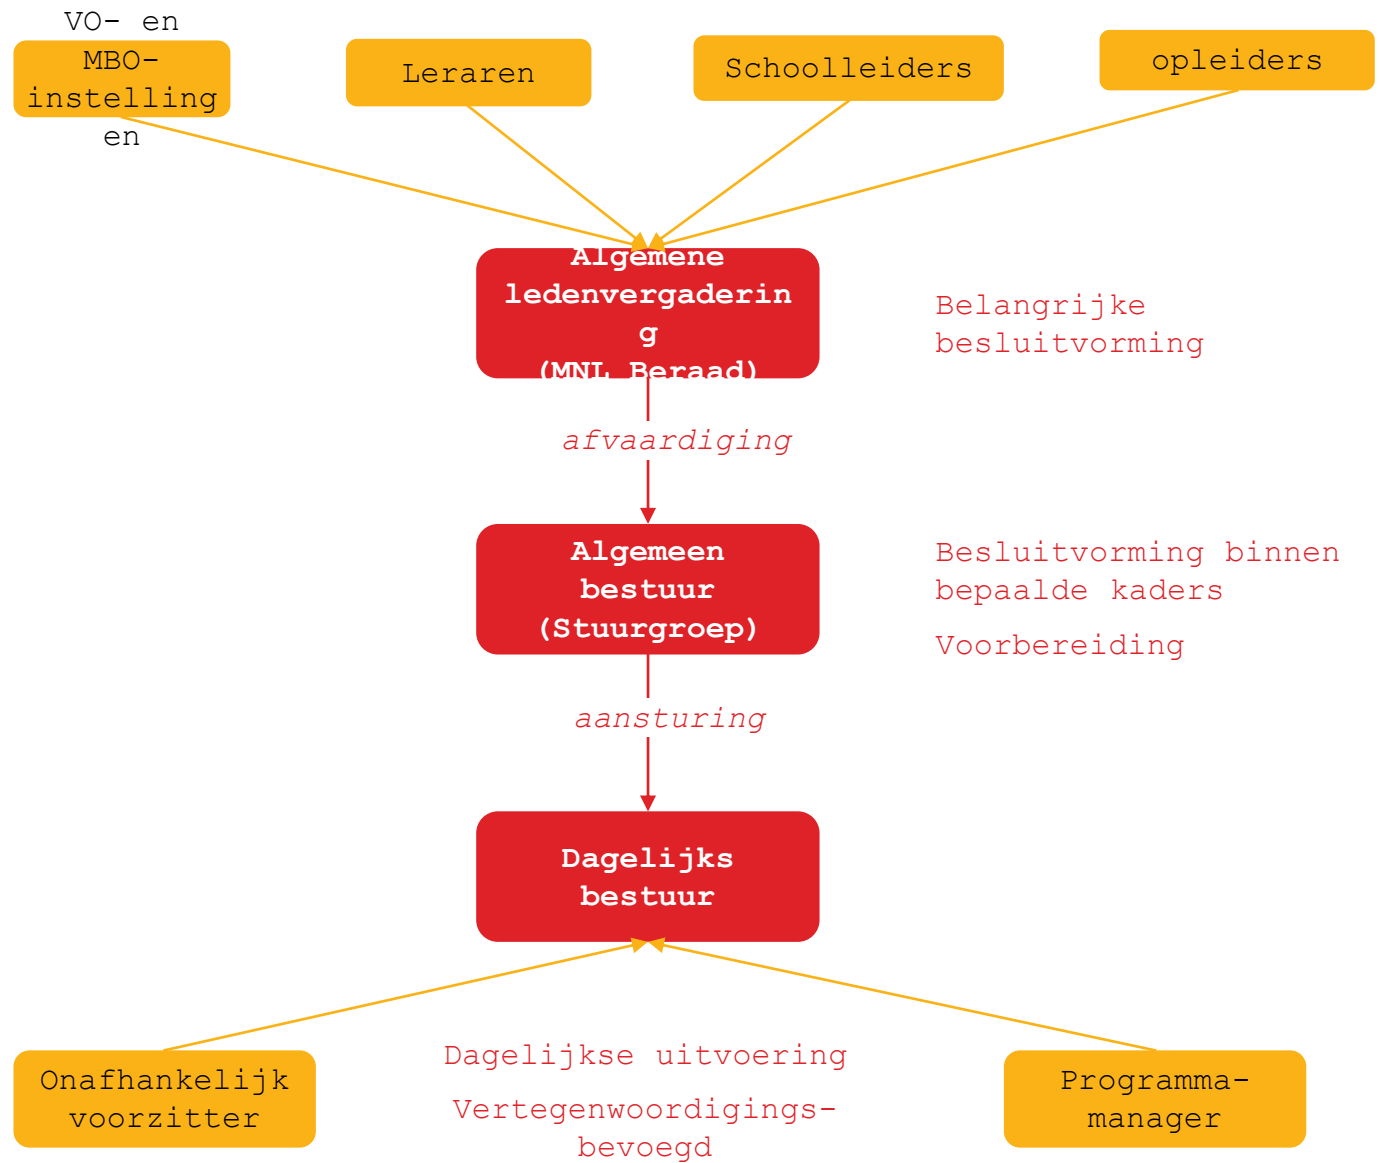 VO- en
MBO-
instelling
en
Leraren
Schoolleiders
opleiders
Algemene
ledenvergaderin
g
(MNL Beraad)
Belangrijke
besluitvorming
afvaardiging
Algemeen
bestuur
(Stuurgroep)
Besluitvorming binnen
bepaalde kaders
Voorbereiding
aansturing
Dagelijks
bestuur
Onafhankelijk
voorzitter
Dagelijkse uitvoering
Vertegenwoordigings-
bevoegd
Programma-
manager